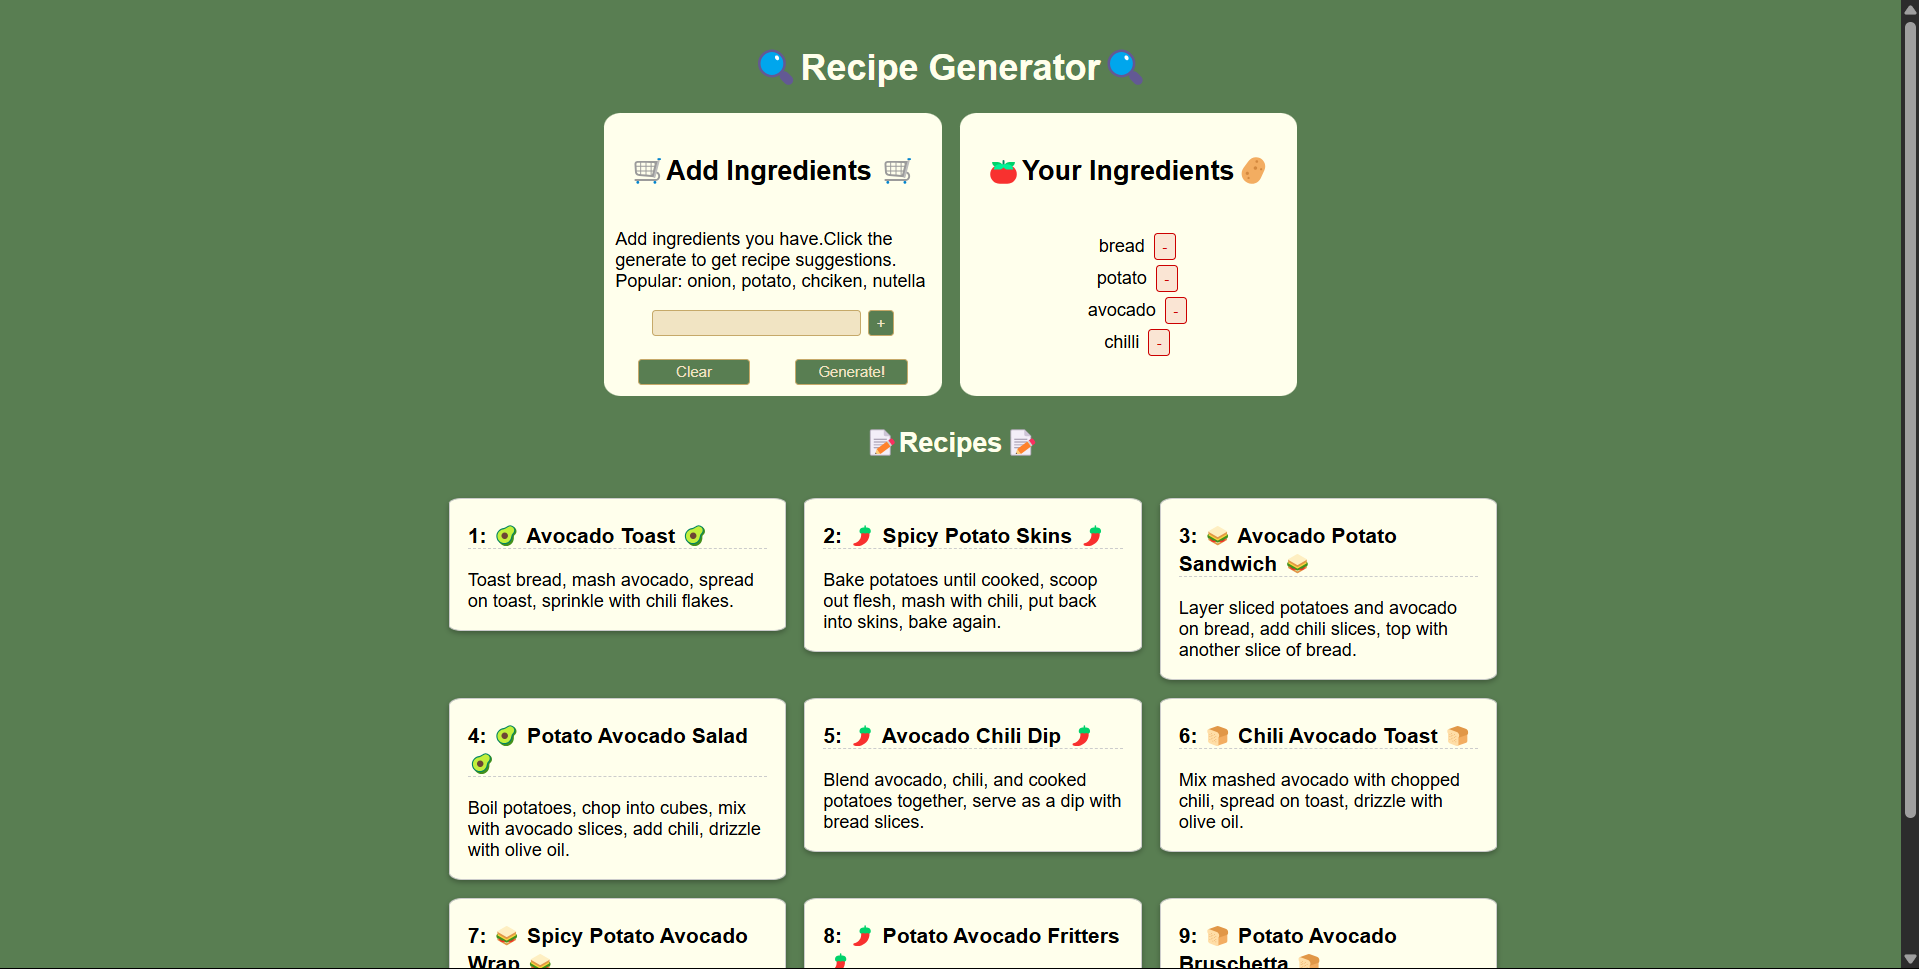 Recipe Generator
Add Ingredients
Add ingredients you have.Click the
generate to get recipe suggestions.
Popular: onion, potato, chciken, nutella
+
Clear
Generate!
Your Ingredients
bread -
potato -
avocado -
chilli -
Recipes
1: Avocado Toast
Toast bread, mash avocado, spread
on toast, sprinkle with chili flakes.
2: Spicy Potato Skins
Bake potatoes until cooked, scoop
out flesh, mash with chili, put back
into skins, bake again.
3: Avocado Potato
Sandwich
Layer sliced potatoes and avocado
on bread, add chili slices, top with
another slice of bread.
4: Potato Avocado Salad
Boil potatoes, chop into cubes, mix
with avocado slices, add chili, drizzle
with olive oil.
5: Avocado Chili Dip
Blend avocado, chili, and cooked
potatoes together, serve as a dip with
bread slices.
6: Chili Avocado Toast
Mix mashed avocado with chopped
chili, spread on toast, drizzle with
olive oil.
7: Spicy Potato Avocado
Wrap
8: Potato Avocado Fritters
9: Potato Avocado
Bruschetta